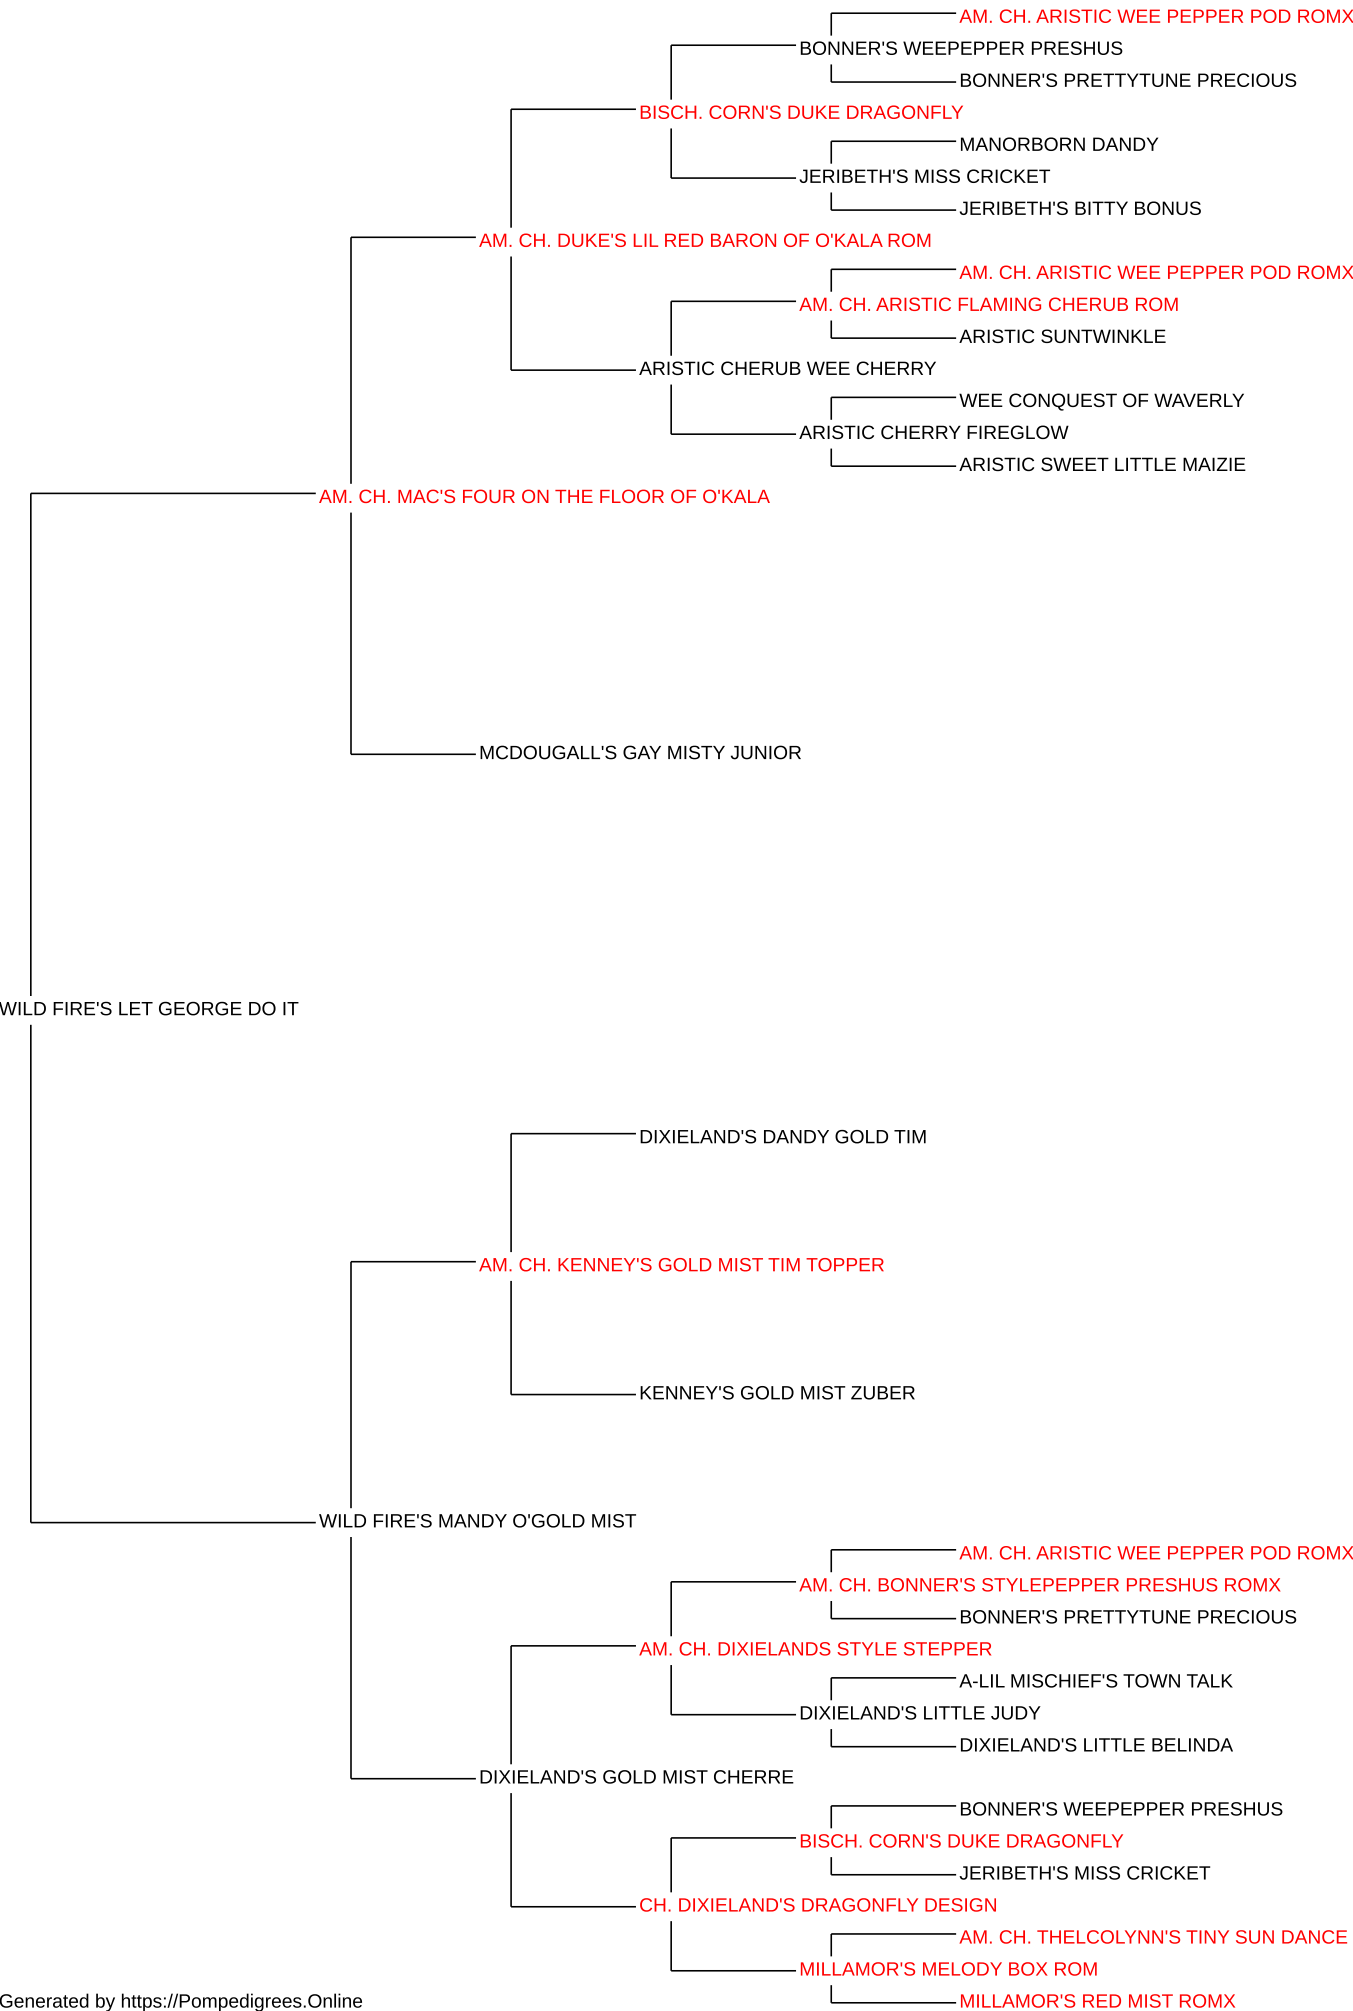 AM. CH. ARISTIC WEE PEPPER POD ROMX
BONNER'S WEEPEPPER PRESHUS
BONNER'S PRETTYTUNE PRECIOUS
BISCH. CORN'S DUKE DRAGONFLY
MANORBORN DANDY
JERIBETH'S MISS CRICKET
JERIBETH'S BITTY BONUS
AM. CH. DUKE'S LIL RED BARON OF O'KALA ROM
AM. CH. ARISTIC WEE PEPPER POD ROMX
AM. CH. ARISTIC FLAMING CHERUB ROM
ARISTIC SUNTWINKLE
ARISTIC CHERUB WEE CHERRY
WEE CONQUEST OF WAVERLY
ARISTIC CHERRY FIREGLOW
ARISTIC SWEET LITTLE MAIZIE
AM. CH. MAC'S FOUR ON THE FLOOR OF O'KALA
MCDOUGALL'S GAY MISTY JUNIOR
WILD FIRE'S LET GEORGE DO IT
DIXIELAND'S DANDY GOLD TIM
AM. CH. KENNEY'S GOLD MIST TIM TOPPER
KENNEY'S GOLD MIST ZUBER
WILD FIRE'S MANDY O'GOLD MIST
AM. CH. ARISTIC WEE PEPPER POD ROMX
AM. CH. BONNER'S STYLEPEPPER PRESHUS ROMX
BONNER'S PRETTYTUNE PRECIOUS
AM. CH. DIXIELANDS STYLE STEPPER
A-LIL MISCHIEF'S TOWN TALK
DIXIELAND'S LITTLE JUDY
DIXIELAND'S LITTLE BELINDA
DIXIELAND'S GOLD MIST CHERRE
BONNER'S WEEPEPPER PRESHUS
BISCH. CORN'S DUKE DRAGONFLY
JERIBETH'S MISS CRICKET
CH. DIXIELAND'S DRAGONFLY DESIGN
AM. CH. THELCOLYNN'S TINY SUN DANCE
MILLAMOR'S MELODY BOX ROM
MILLAMOR'S RED MIST ROMX
Generated by https://Pompedigrees.Online